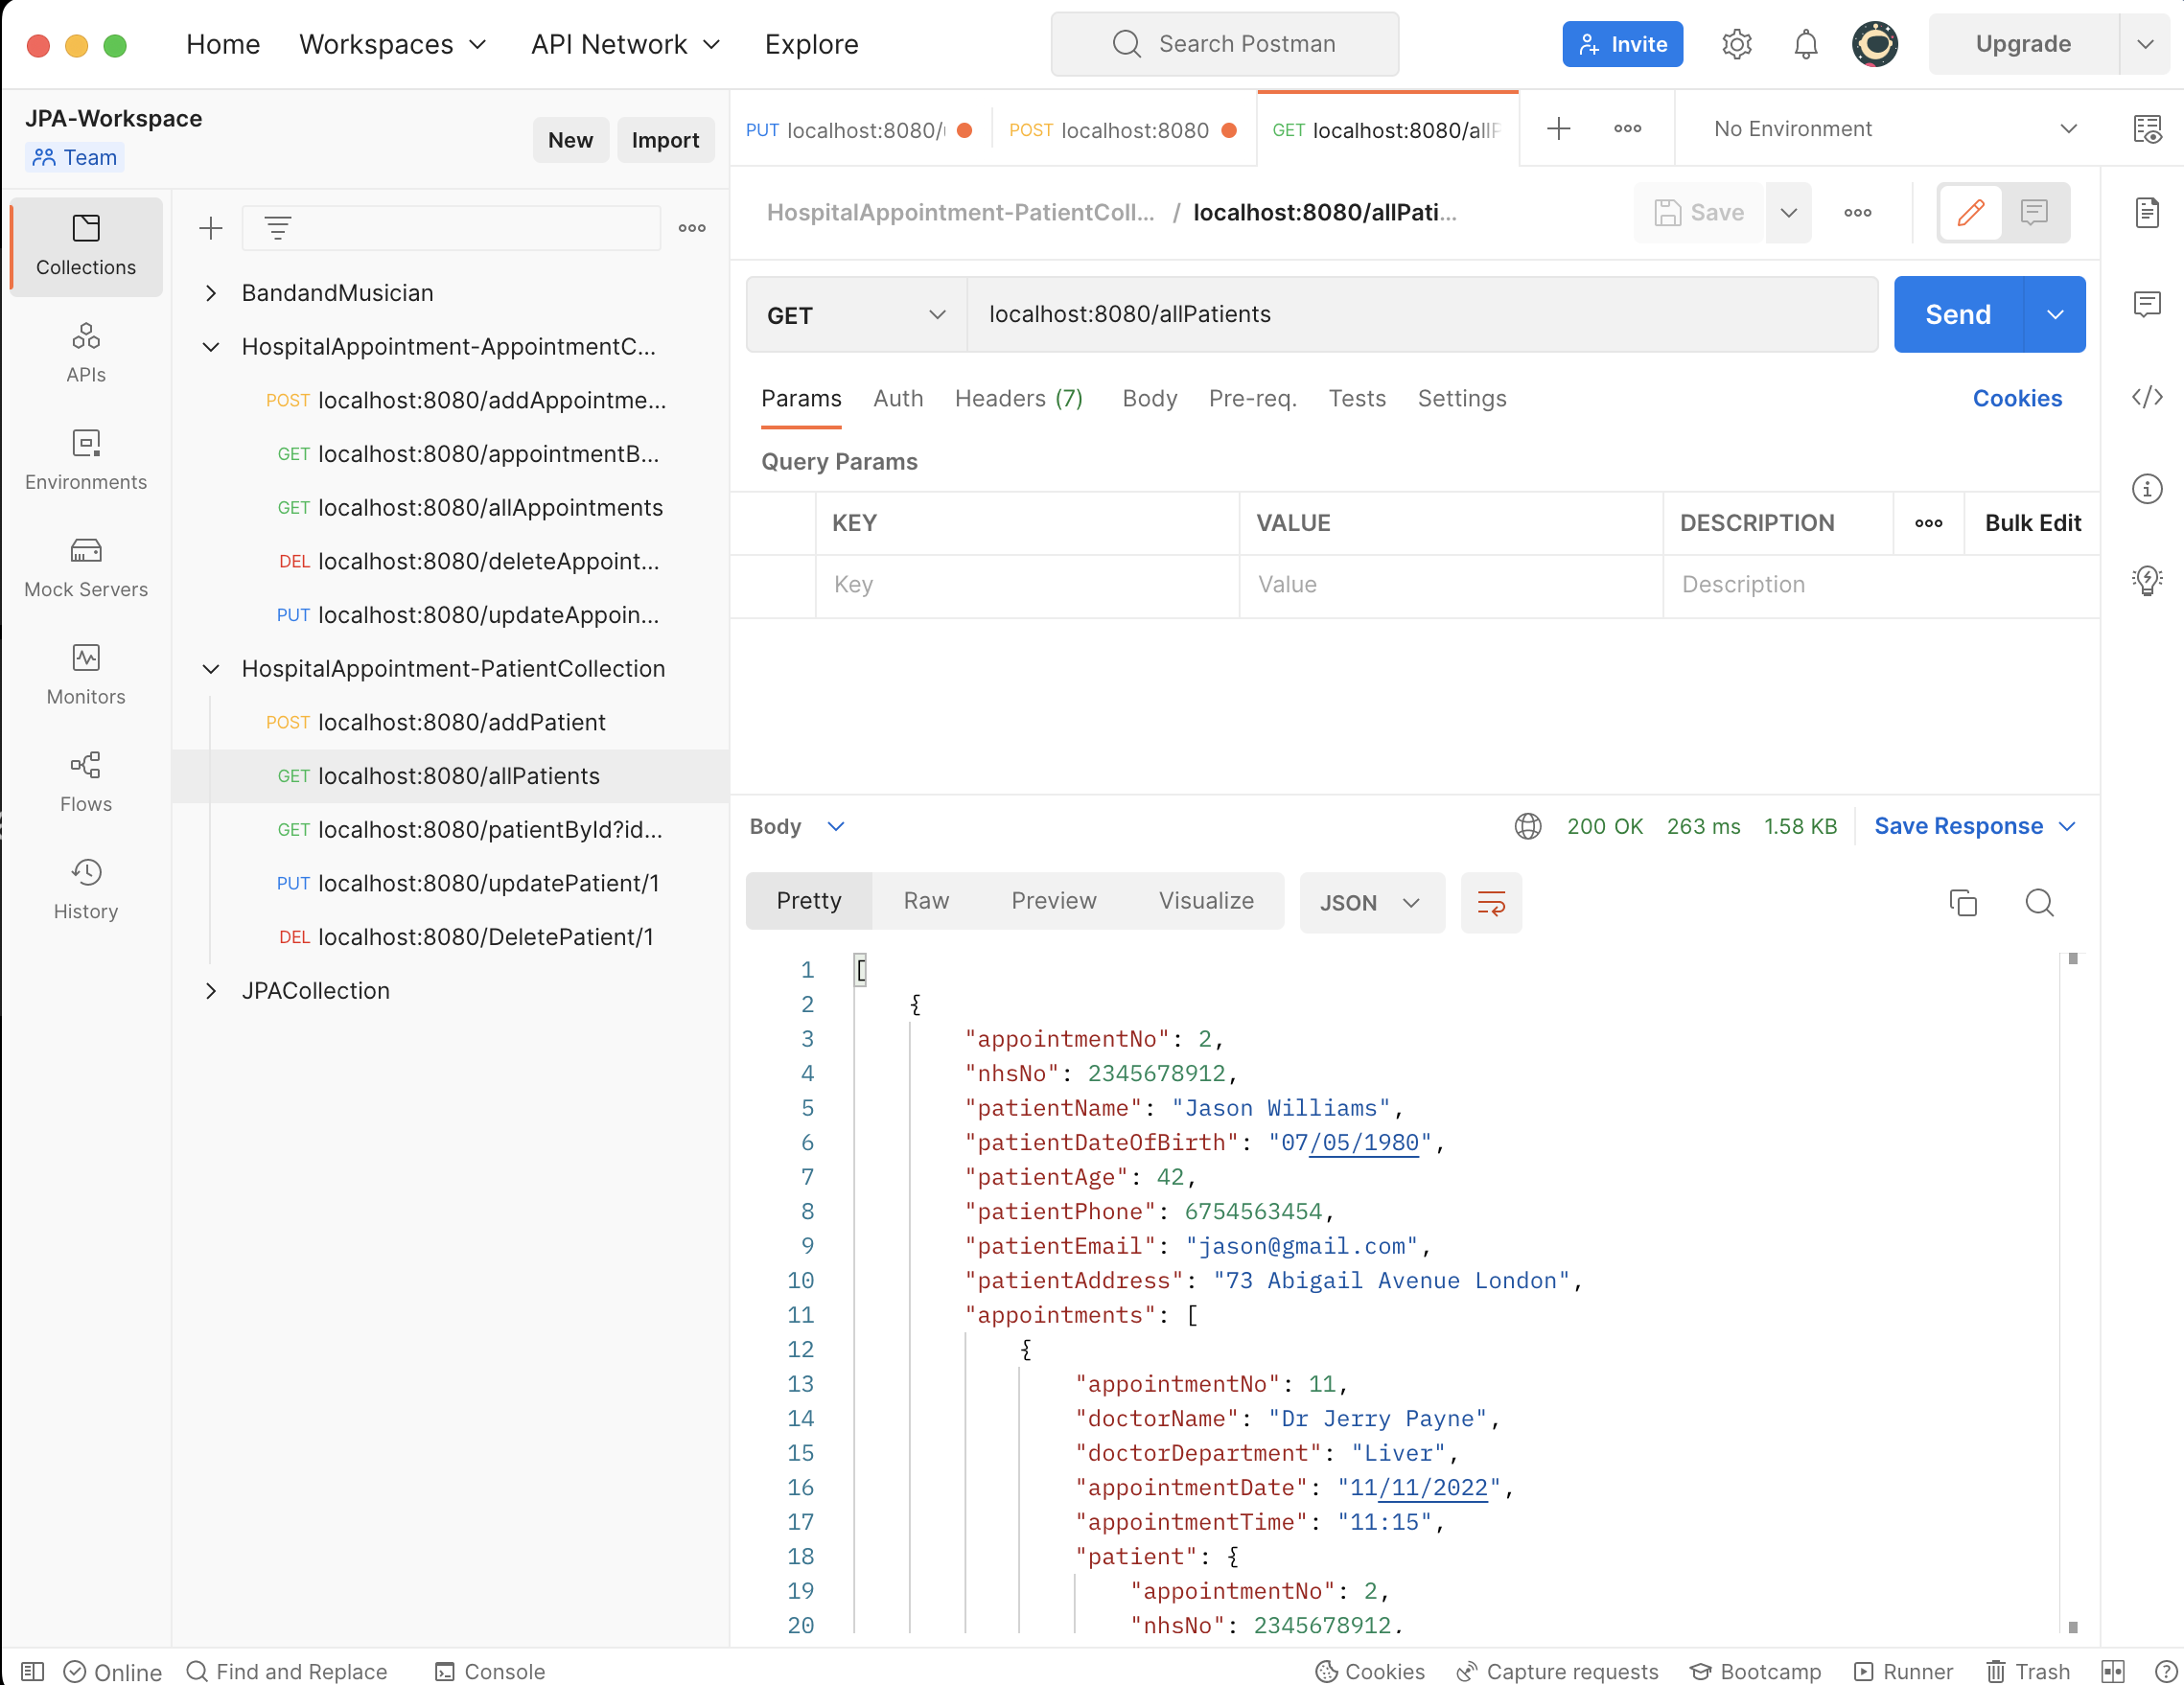 Home Workspaces API Network Explore Search Postman Invite Upgrade
JPA-Workspace
Team
New Import
PUT localhost:8080/ POST localhost:8080 GET localhost:8080/allP No Environment
HospitalAppointment-PatientColl... / localhost:8080/allPati... Save
Collections
APIs
Environments
Mock Servers
Monitors
Flows
History
BandandMusician
HospitalAppointment-AppointmentC...
POST localhost:8080/addAppointme...
GET localhost:8080/appointmentB...
GET localhost:8080/allAppointments
DEL localhost:8080/deleteAppoint...
PUT localhost:8080/updateAppoin...
HospitalAppointment-PatientCollection
POST localhost:8080/addPatient
GET localhost:8080/allPatients
GET localhost:8080/patientById?id...
PUT localhost:8080/updatePatient/1
DEL localhost:8080/DeletePatient/1
JPACollection
GET localhost:8080/allPatients Send
Params Auth Headers (7) Body Pre-req. Tests Settings Cookies
Query Params
KEY VALUE DESCRIPTION Bulk Edit
Key Value Description
Body 200 OK 263 ms 1.58 KB Save Response
Pretty Raw Preview Visualize JSON
1 [
2 {
3 "appointmentNo": 2,
4 "nhsNo": 2345678912,
5 "patientName": "Jason Williams",
6 "patientDateOfBirth": "07/05/1980",
7 "patientAge": 42,
8 "patientPhone": 6754563454,
9 "patientEmail": "jason@gmail.com",
10 "patientAddress": "73 Abigail Avenue London",
11 "appointments": [
12 {
13 "appointmentNo": 11,
14 "doctorName": "Dr Jerry Payne",
15 "doctorDepartment": "Liver",
16 "appointmentDate": "11/11/2022",
17 "appointmentTime": "11:15",
18 "patient": {
19 "appointmentNo": 2,
20 "nhsNo": 2345678912,
Online Find and Replace Console Cookies Capture requests Bootcamp Runner Trash